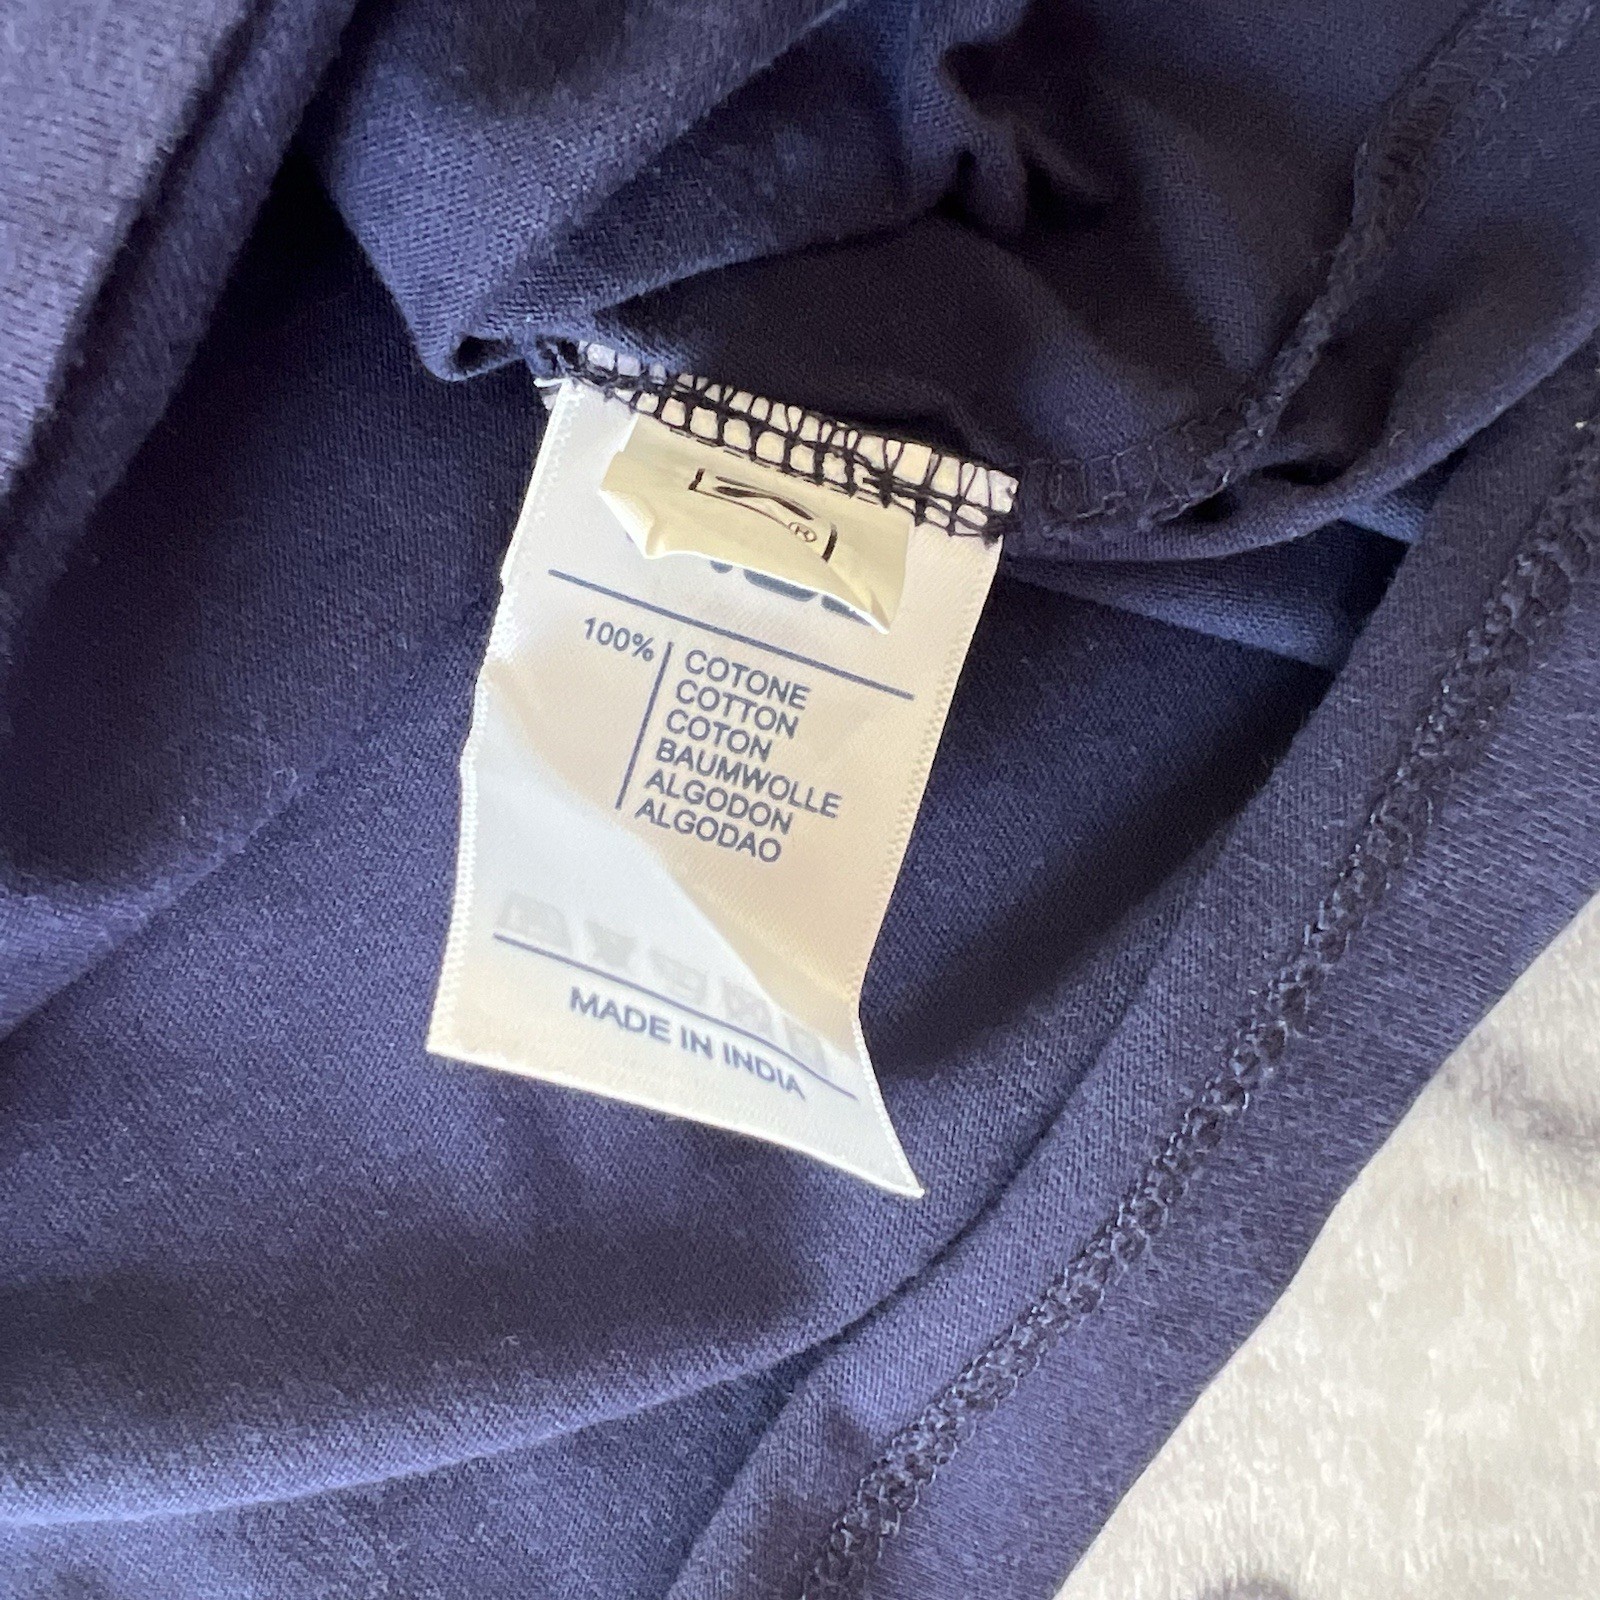 ®
100%
COTONE
COTTON
COTON
BAUMWOLLE
ALGODON
ALGODAO
MADE IN INDIA